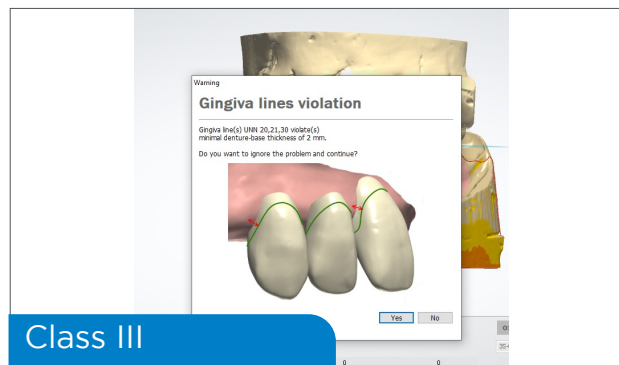 Warning
Gingiva lines violation
Gingiva line(s) UNN 20,21,30 violate(s)
minimal denture-base thickness of 2 mm.
Do you want to ignore the problem and continue?
Yes No
Class III
0 0